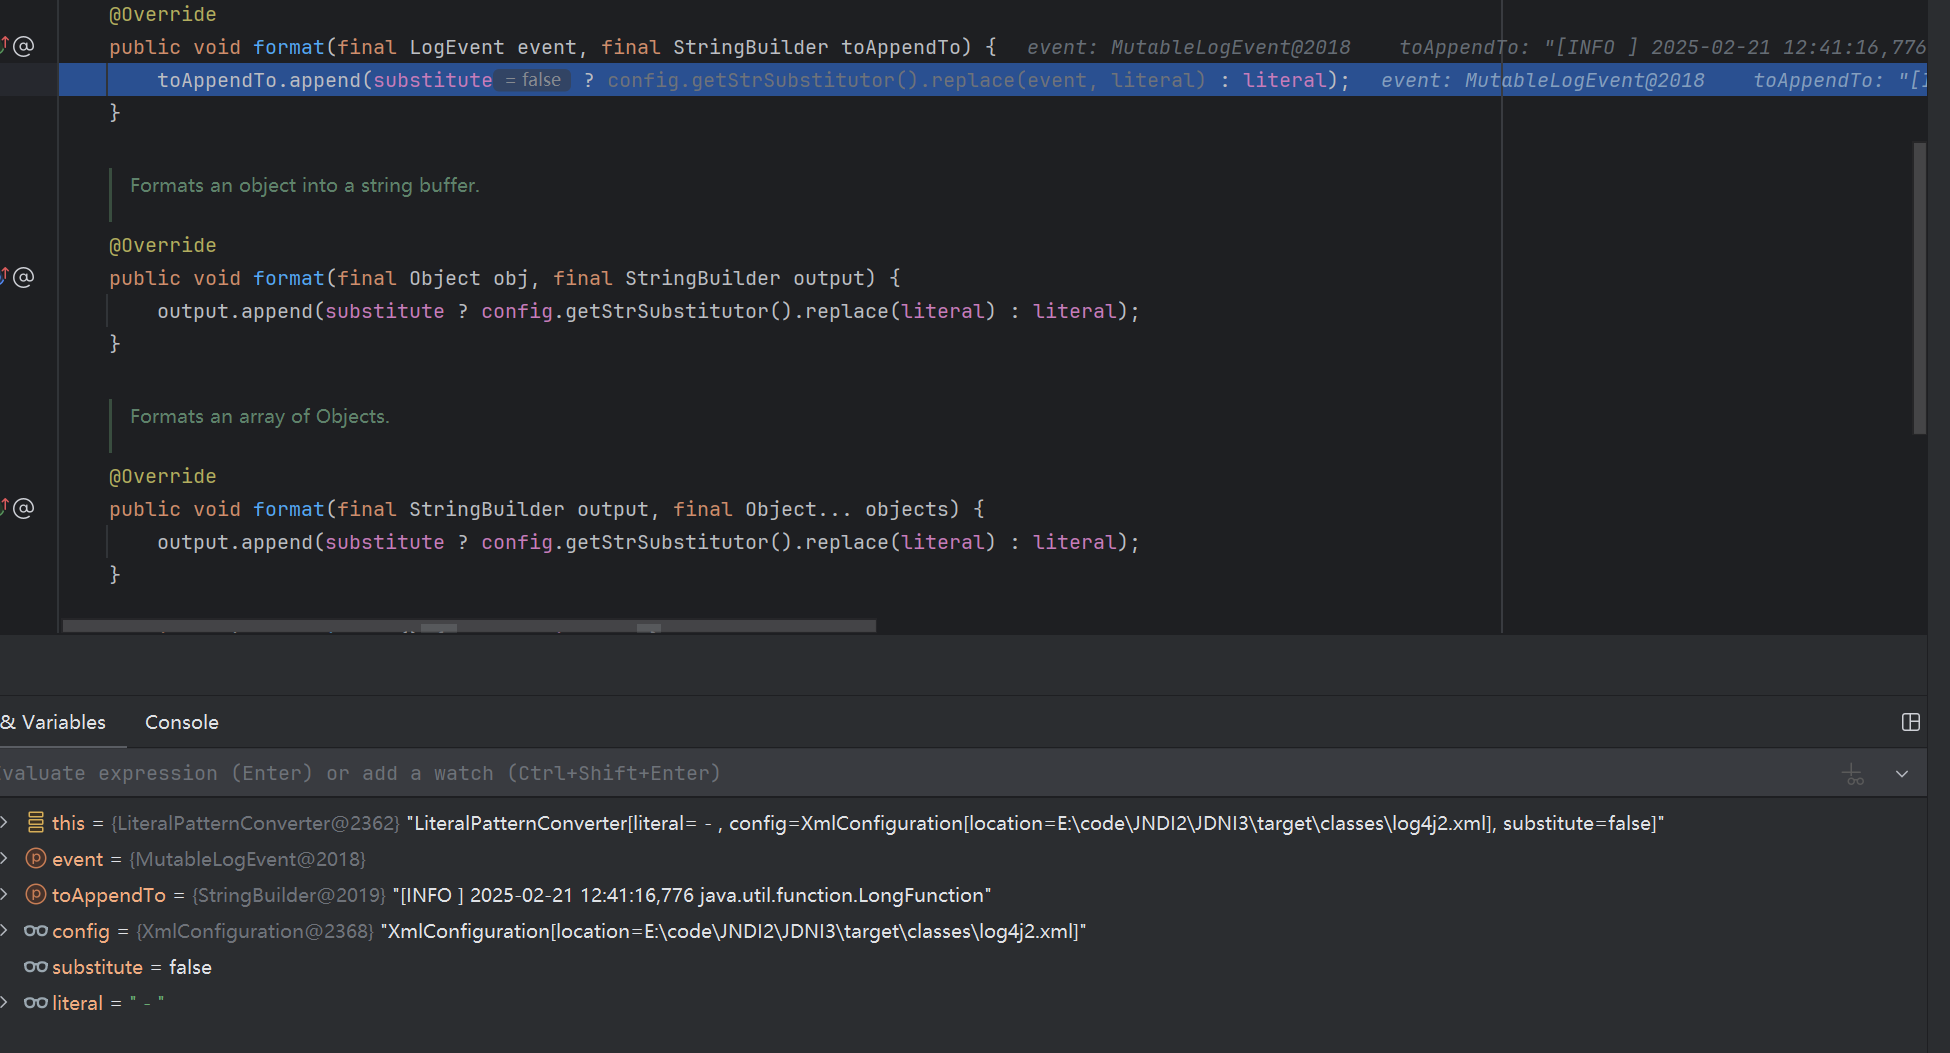 @Override
public void format(final LogEvent event, final StringBuilder toAppendTo) { event: MutableLogEvent@2018 toAppendTo: "[INFO ] 2025-02-21 12:41:16,776
toAppendTo.append(substitute = false ? config.getStrSubstitutor().replace(event, literal) : literal); event: MutableLogEvent@2018 toAppendTo: "[
}
Formats an object into a string buffer.
@Override
public void format(final Object obj, final StringBuilder output) {
output.append(substitute ? config.getStrSubstitutor().replace(literal) : literal);
}
Formats an array of Objects.
@Override
public void format(final StringBuilder output, final Object... objects) {
output.append(substitute ? config.getStrSubstitutor().replace(literal) : literal);
}
& Variables Console
valuate expression (Enter) or add a watch (Ctrl+Shift+Enter)
this = {LiteralPatternConverter@2362} "LiteralPatternConverter[literal= - , config=XmlConfiguration[location=E:\code\JNDI2\JDNI3\target\classes\log4j2.xml], substitute=false]"
event = {MutableLogEvent@2018}
toAppendTo = {StringBuilder@2019} "[INFO ] 2025-02-21 12:41:16,776 java.util.function.LongFunction"
config = {XmlConfiguration@2368} "XmlConfiguration[location=E:\code\JNDI2\JDNI3\target\classes\log4j2.xml]"
substitute = false
literal = " - "